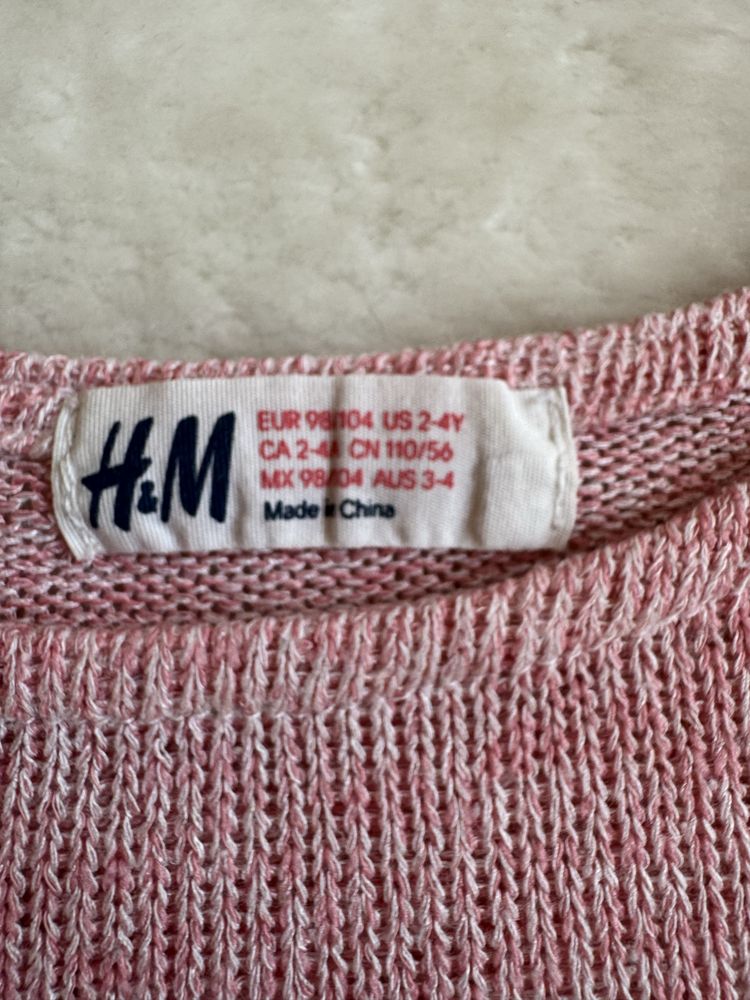 H&M
EUR 98/104 US 2-4Y
CA 2-4A CN 110/56
MX 98/104 AUS 3-4
Made in China